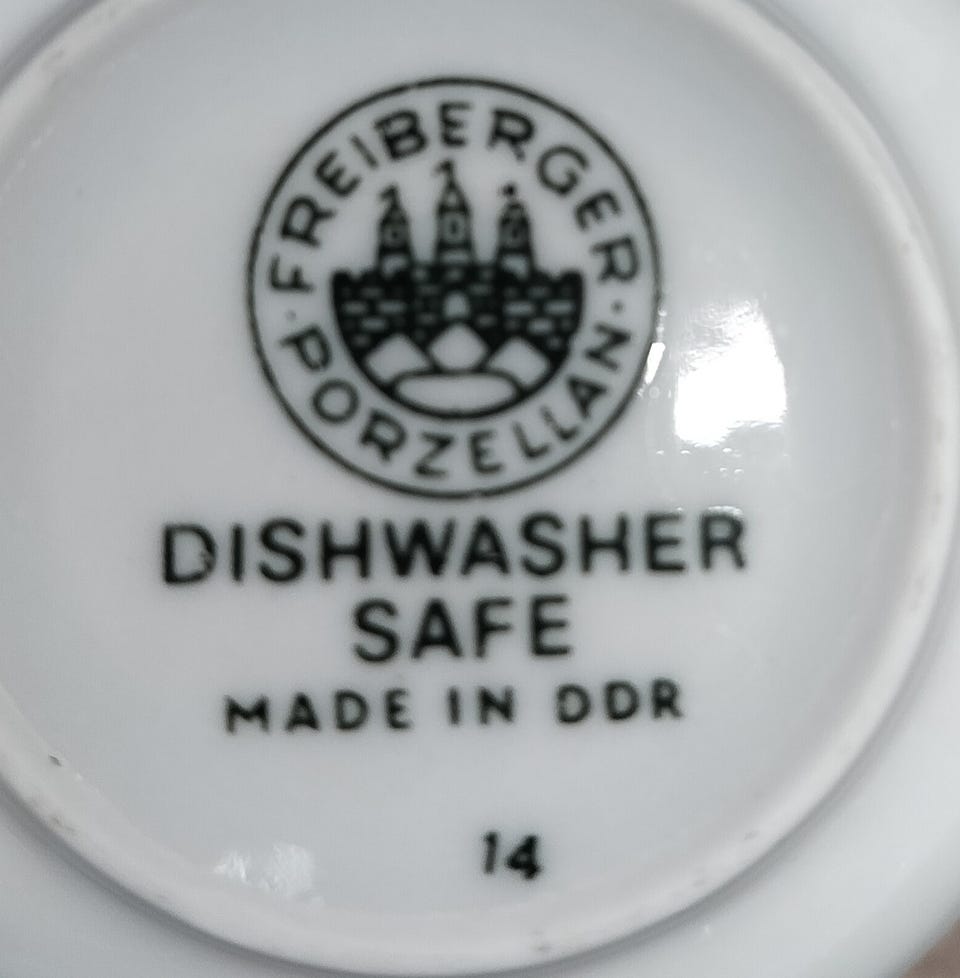 FREIBERGER
PORZELLAN
DISHWASHER
SAFE
MADE IN DDR
14